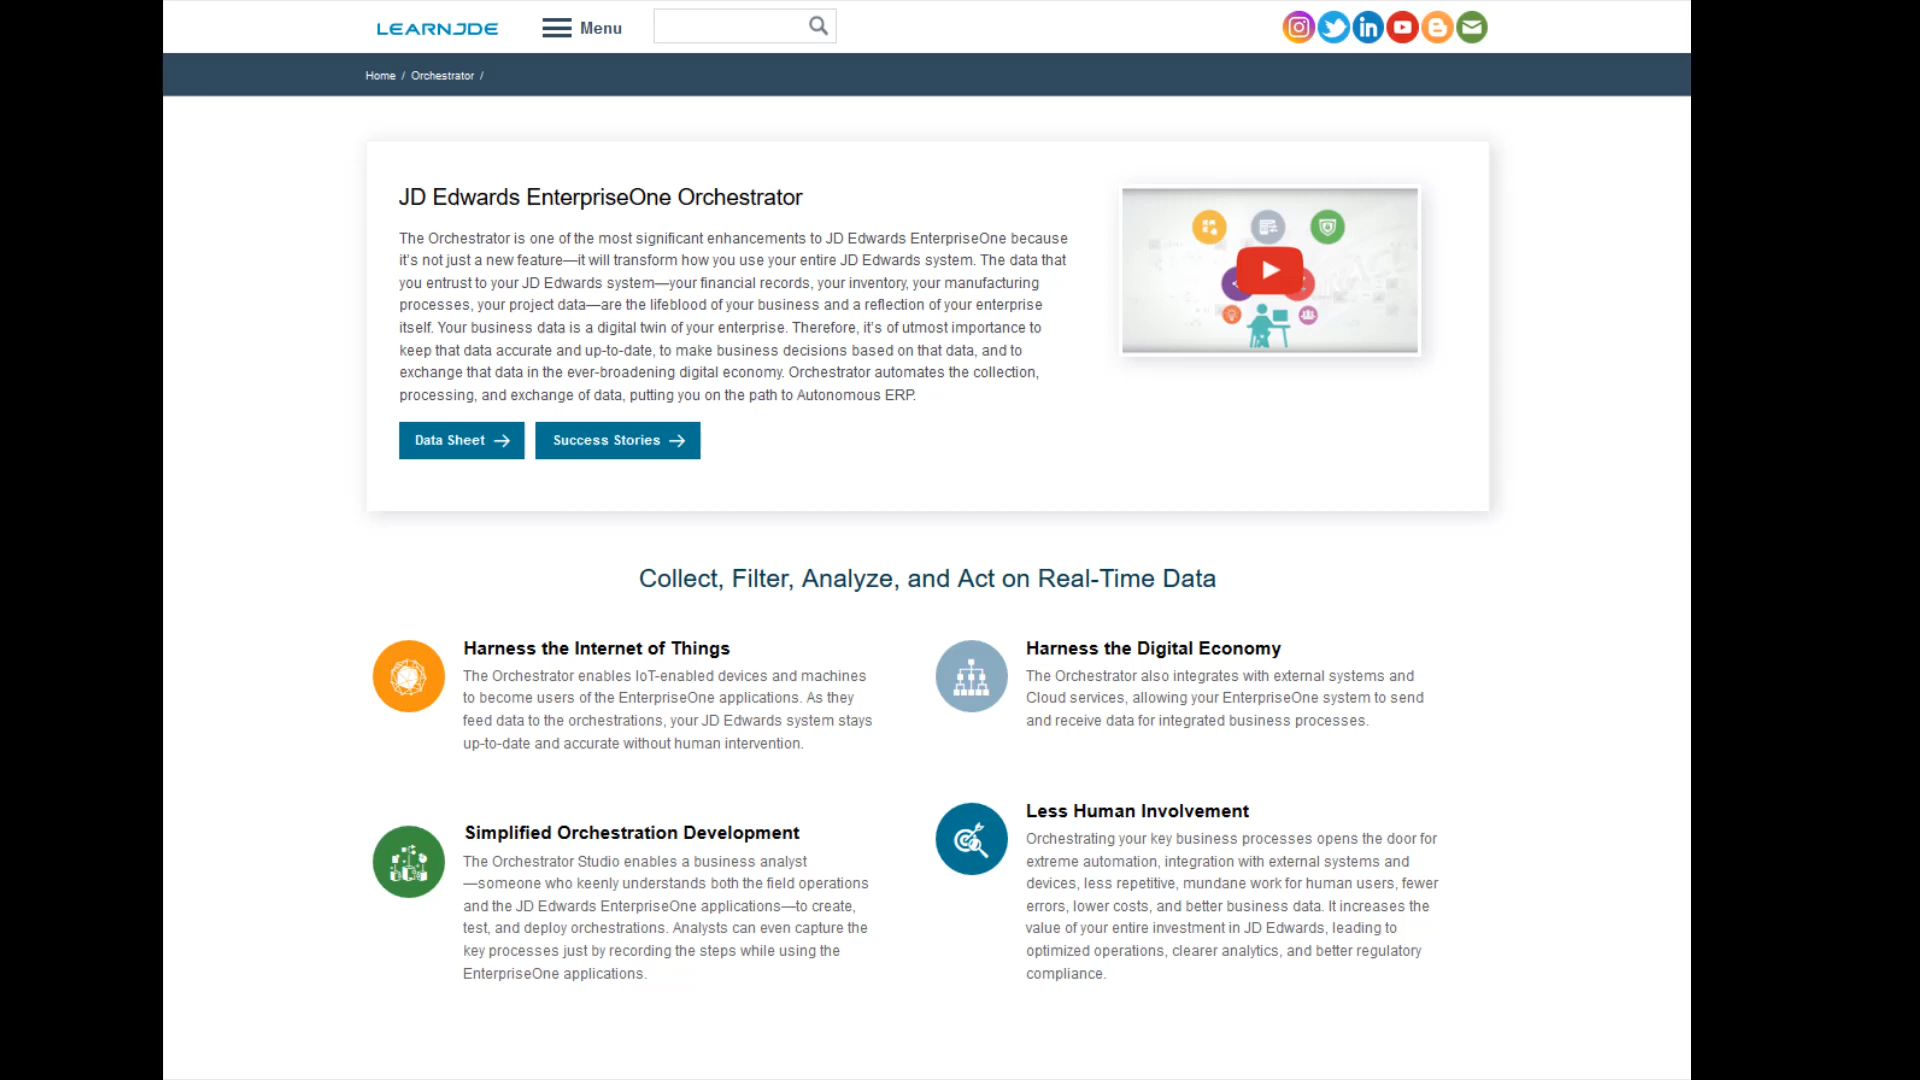 LEARNJDE
Menu
Home / Orchestrator /
JD Edwards EnterpriseOne Orchestrator
The Orchestrator is one of the most significant enhancements to JD Edwards EnterpriseOne because
it's not just a new feature—it will transform how you use your entire JD Edwards system. The data that
you entrust to your JD Edwards system—your financial records, your inventory, your manufacturing
processes, your project data—are the lifeblood of your business and a reflection of your enterprise
itself. Your business data is a digital twin of your enterprise. Therefore, it's of utmost importance to
keep that data accurate and up-to-date, to make business decisions based on that data, and to
exchange that data in the ever-broadening digital economy. Orchestrator automates the collection,
processing, and exchange of data, putting you on the path to Autonomous ERP.
Data Sheet
Success Stories
Collect, Filter, Analyze, and Act on Real-Time Data
Harness the Internet of Things
The Orchestrator enables IoT-enabled devices and machines
to become users of the EnterpriseOne applications. As they
feed data to the orchestrations, your JD Edwards system stays
up-to-date and accurate without human intervention.
Harness the Digital Economy
The Orchestrator also integrates with external systems and
Cloud services, allowing your EnterpriseOne system to send
and receive data for integrated business processes.
Simplified Orchestration Development
The Orchestrator Studio enables a business analyst
—someone who keenly understands both the field operations
and the JD Edwards EnterpriseOne applications—to create,
test, and deploy orchestrations. Analysts can even capture the
key processes just by recording the steps while using the
EnterpriseOne applications.
Less Human Involvement
Orchestrating your key business processes opens the door for
extreme automation, integration with external systems and
devices, less repetitive, mundane work for human users, fewer
errors, lower costs, and better business data. It increases the
value of your entire investment in JD Edwards, leading to
optimized operations, clearer analytics, and better regulatory
compliance.